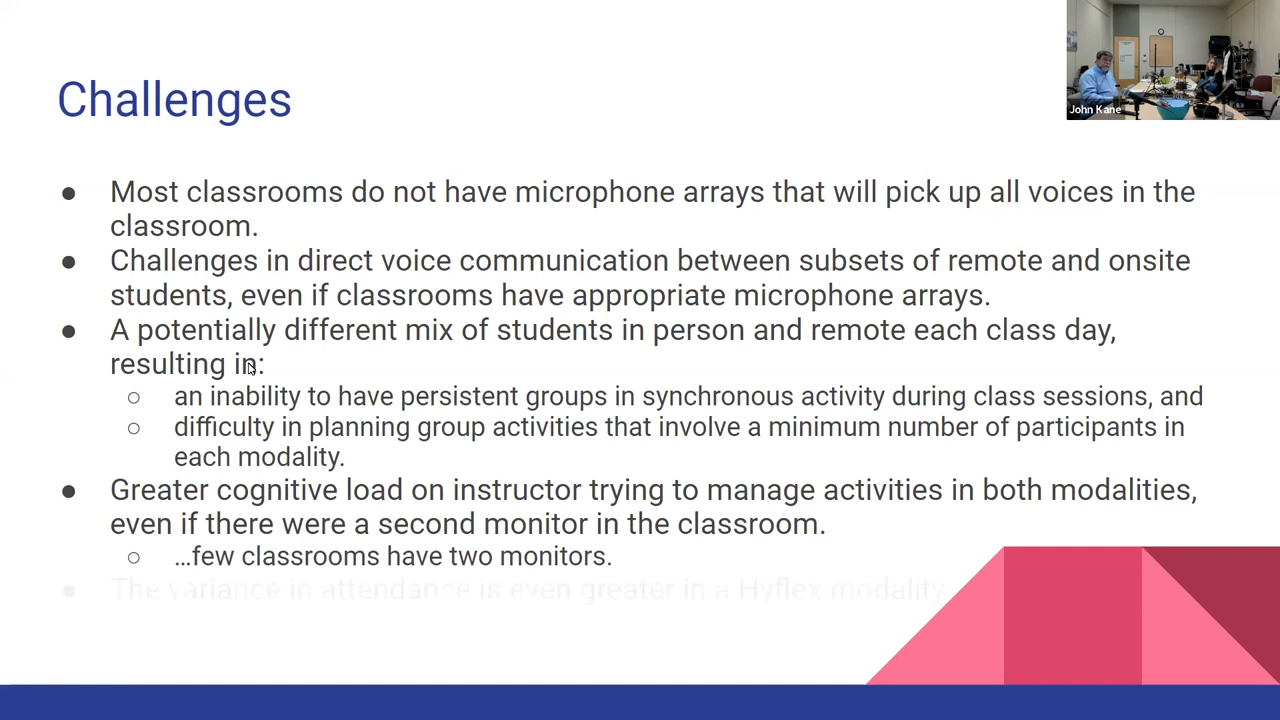 Challenges
John Kane
● Most classrooms do not have microphone arrays that will pick up all voices in the
classroom.
● Challenges in direct voice communication between subsets of remote and onsite
students, even if classrooms have appropriate microphone arrays.
● A potentially different mix of students in person and remote each class day,
resulting in:
○ an inability to have persistent groups in synchronous activity during class sessions, and
○ difficulty in planning group activities that involve a minimum number of participants in
each modality.
● Greater cognitive load on instructor trying to manage activities in both modalities,
even if there were a second monitor in the classroom.
○ …few classrooms have two monitors.
● The variance in attendance is even greater in a Hyflex modality